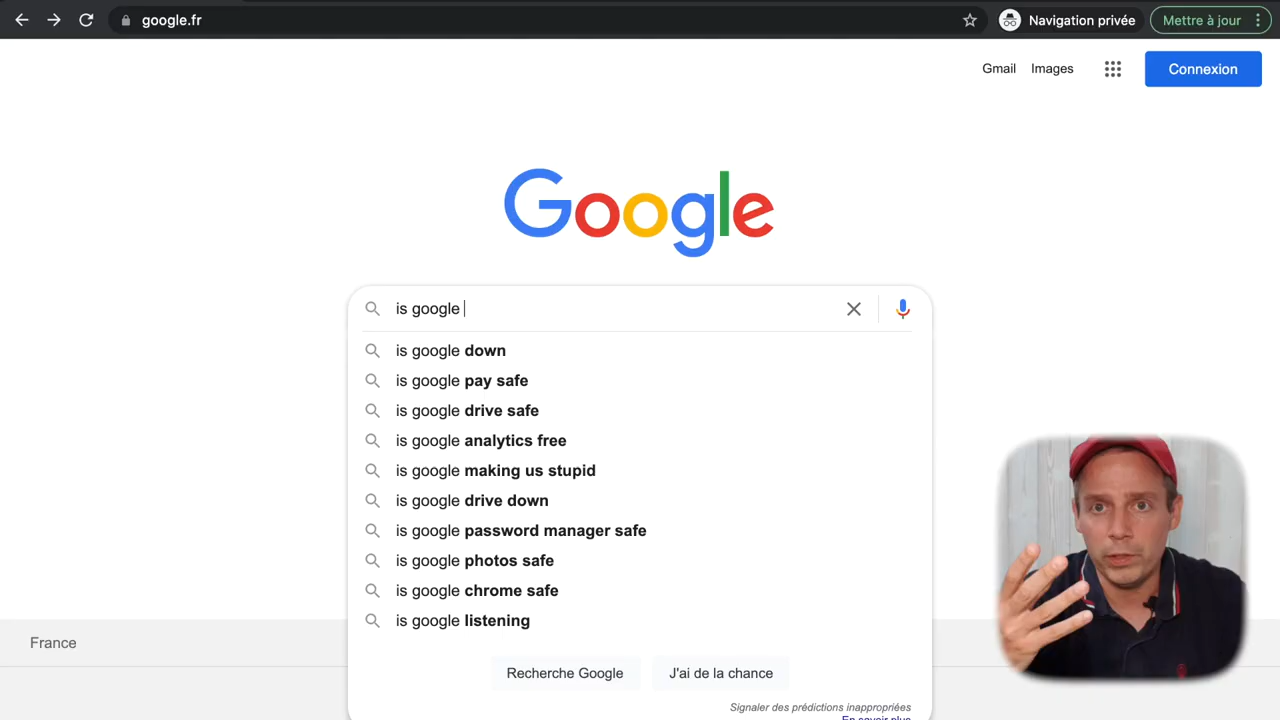 google.fr
Navigation privée
Mettre à jour
Gmail
Images
Connexion
Google
is google
is google down
is google pay safe
is google drive safe
is google analytics free
is google making us stupid
is google drive down
is google password manager safe
is google photos safe
is google chrome safe
is google listening
France
Recherche Google
J'ai de la chance
Signaler des prédictions inappropriées
En savoir plus